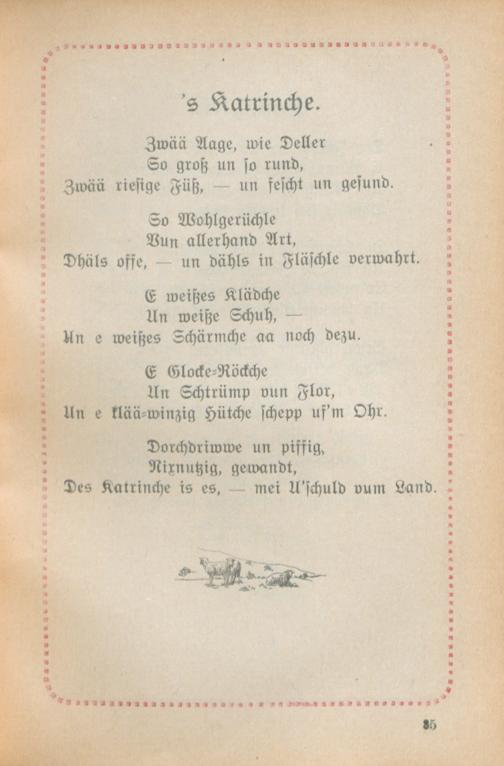 's Katrinche.
Zwää Aage, wie Deller
So groß un so rund,
Zwää riesige Füß, — un fescht un gesund.
So Wohlgerüchle
Vun allerhand Art,
Dhäls offe, — un dähls in Fläschle verwahrt.
E weißes Klädche
Un weiße Schuh, —
Un e weißes Schärmche aa noch dezu.
E Glocke-Röckche
Un Schtrümp vun Flor,
Un e klää-winzig Hütche schepp uf'm Ohr.
Dorchdriwwe un piffig,
Nixnutzig, gewandt,
Des Katrinche is es, — mei U'schuld vum Land.
35